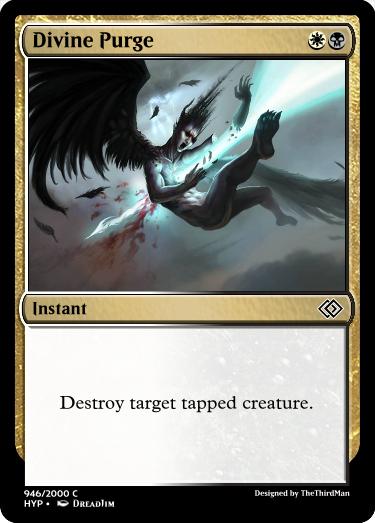 Divine Purge
Instant
Destroy target tapped creature.
946/2000 C
HYP • DreadJim
Designed by TheThirdMan